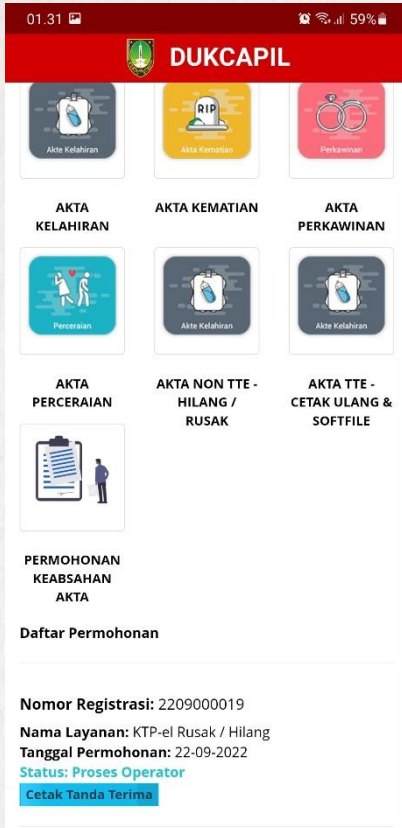 01.31 59%
DUKCAPIL
Akte Kelahiran RIP Akta Kematian Perkawinan
AKTA KELAHIRAN
AKTA KEMATIAN
AKTA PERKAWINAN
Perceraian Akte Kelahiran Akte Kelahiran
AKTA PERCERAIAN
AKTA NON TTE - HILANG / RUSAK
AKTA TTE - CETAK ULANG & SOFTFILE
PERMOHONAN KEABSAHAN AKTA
Daftar Permohonan
Nomor Registrasi: 2209000019
Nama Layanan: KTP-el Rusak / Hilang
Tanggal Permohonan: 22-09-2022
Status: Proses Operator
Cetak Tanda Terima